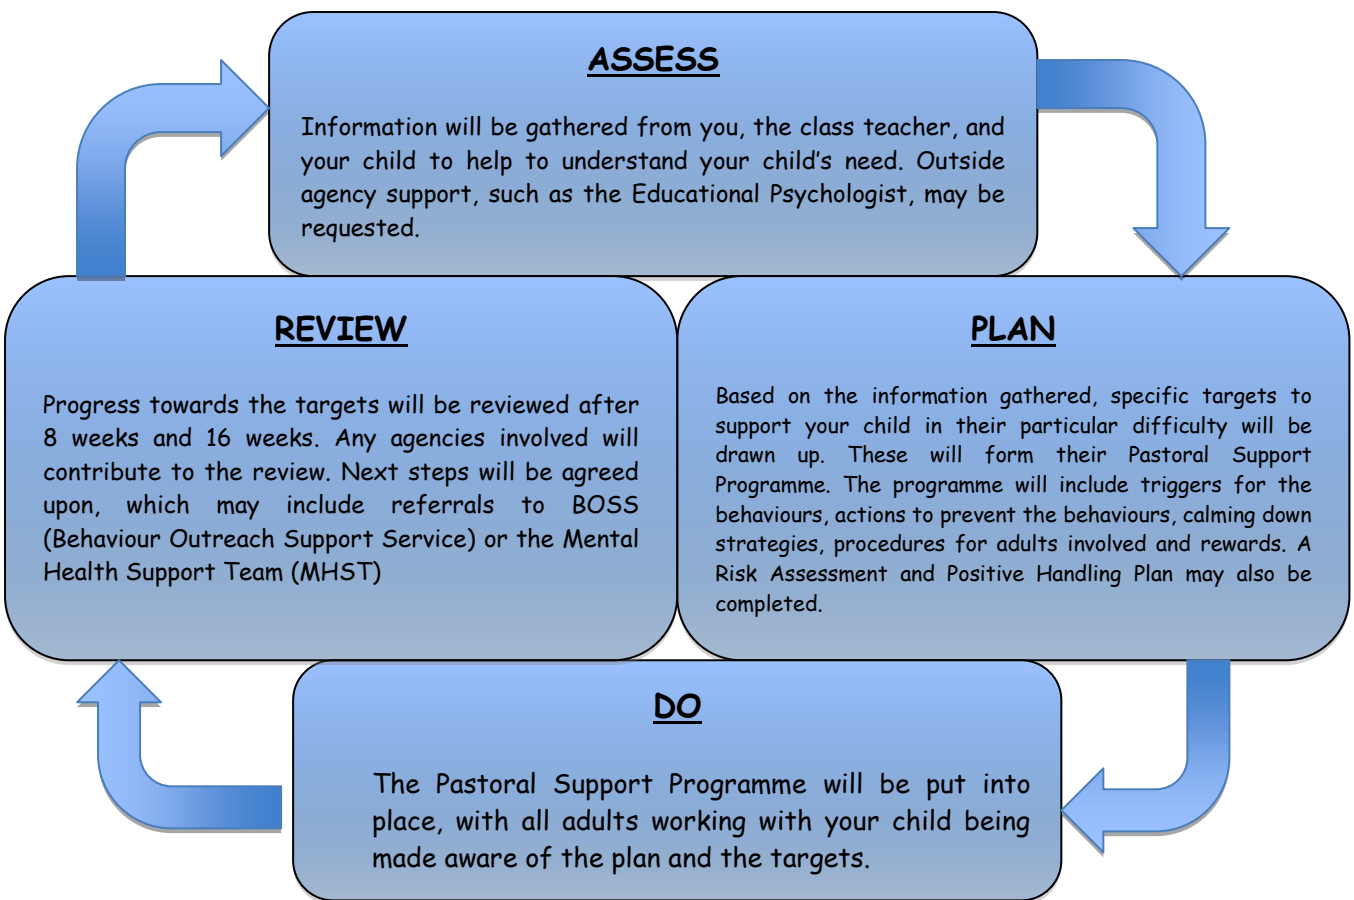 ASSESS
Information will be gathered from you, the class teacher, and
your child to help to understand your child's need. Outside
agency support, such as the Educational Psychologist, may be
requested.
PLAN
Based on the information gathered, specific targets to
support your child in their particular difficulty will be
drawn up. These will form their Pastoral Support
Programme. The programme will include triggers for the
behaviours, actions to prevent the behaviours, calming down
strategies, procedures for adults involved and rewards. A
Risk Assessment and Positive Handling Plan may also be
completed.
DO
The Pastoral Support Programme will be put into
place, with all adults working with your child being
made aware of the plan and the targets.
REVIEW
Progress towards the targets will be reviewed after
8 weeks and 16 weeks. Any agencies involved will
contribute to the review. Next steps will be agreed
upon, which may include referrals to BOSS
(Behaviour Outreach Support Service) or the Mental
Health Support Team (MHST)